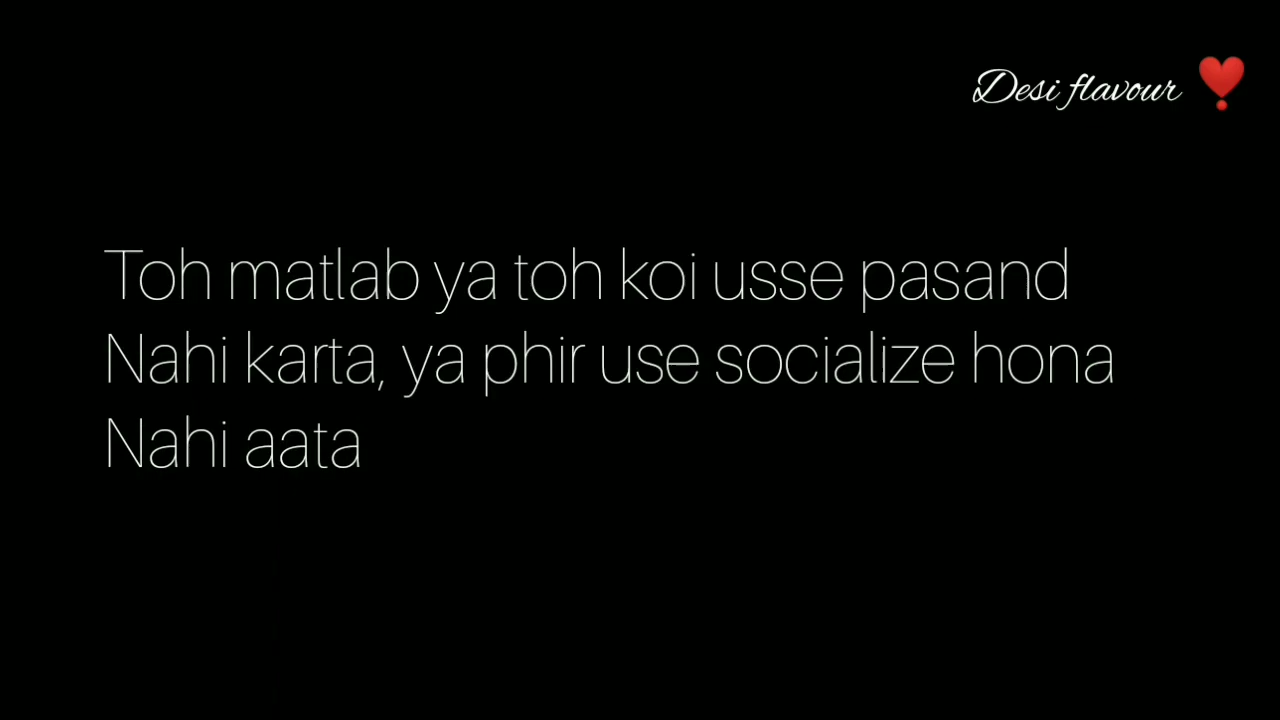 Desi flavour ❣️
Toh matlab ya toh koi usse pasand
Nahi karta, ya phir use socialize hona
Nahi aata